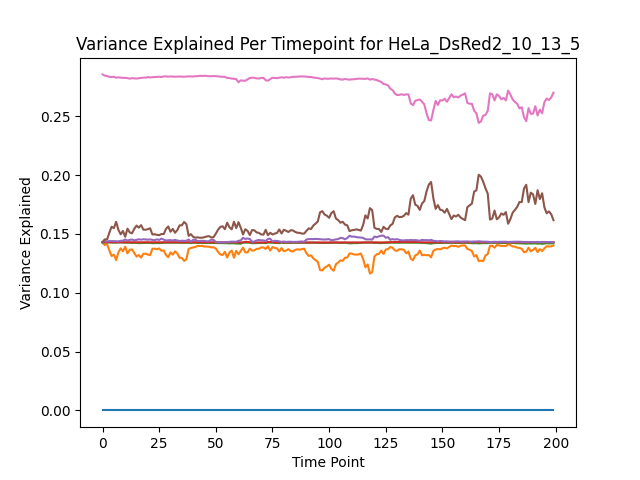 Variance Explained Per Timepoint for HeLa_DsRed2_10_13_5
Variance Explained
0.25
0.20
0.15
0.10
0.05
0.00
0 25 50 75 100 125 150 175 200
Time Point